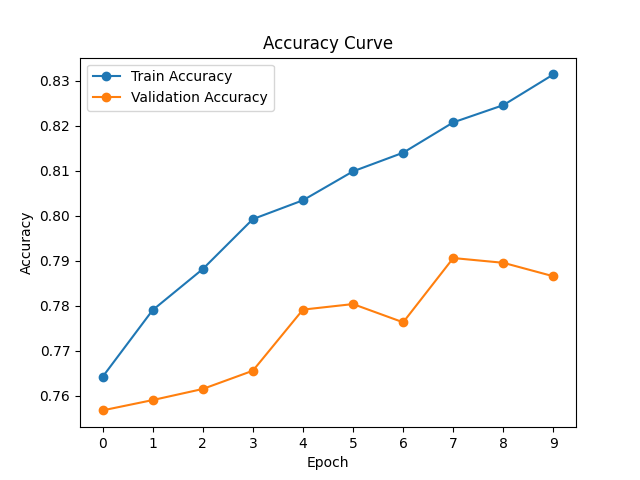 Accuracy Curve
Train Accuracy
Validation Accuracy
0.83
0.82
0.81
0.80
0.79
0.78
0.77
0.76
Accuracy
0 1 2 3 4 5 6 7 8 9
Epoch